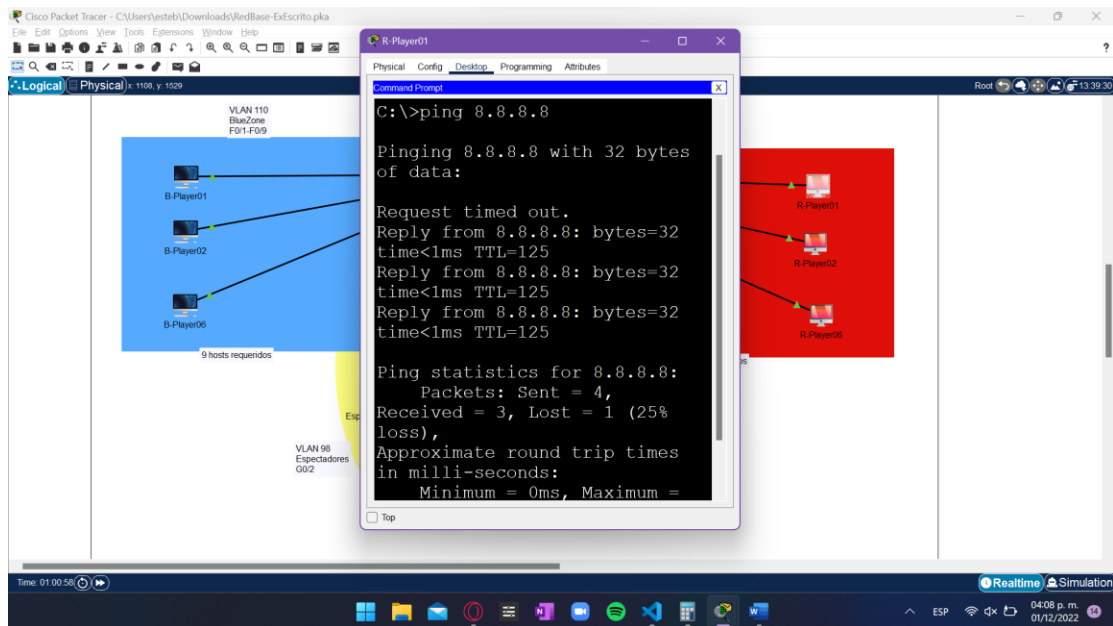 Cisco Packet Tracer - C:\Users\esteb\Downloads\RedBase-ExEscrito.pka
File Edit Options View Tools Extensions Window Help
?
Logical Physical x: 1108, y: 1529
Root 13:39:30
R-Player01
Physical Config Desktop Programming Attributes
Command Prompt
X
C:\>ping 8.8.8.8
Pinging 8.8.8.8 with 32 bytes
of data:
Request timed out.
Reply from 8.8.8.8: bytes=32
time<1ms TTL=125
Reply from 8.8.8.8: bytes=32
time<1ms TTL=125
Reply from 8.8.8.8: bytes=32
time<1ms TTL=125
Ping statistics for 8.8.8.8:
Packets: Sent = 4,
Received = 3, Lost = 1 (25%
loss),
Approximate round trip times
in milli-seconds:
Minimum = 0ms, Maximum =
Top
VLAN 110
BlueZone
F0/1-F0/9
B-Player01
B-Player02
B-Player06
9 hosts requeridos
Esp
VLAN 98
Espectadores
G0/2
R-Player01
R-Player02
R-Player06
os
Time: 01:00:58
Realtime Simulation
ESP
04:08 p. m.
01/12/2022
14